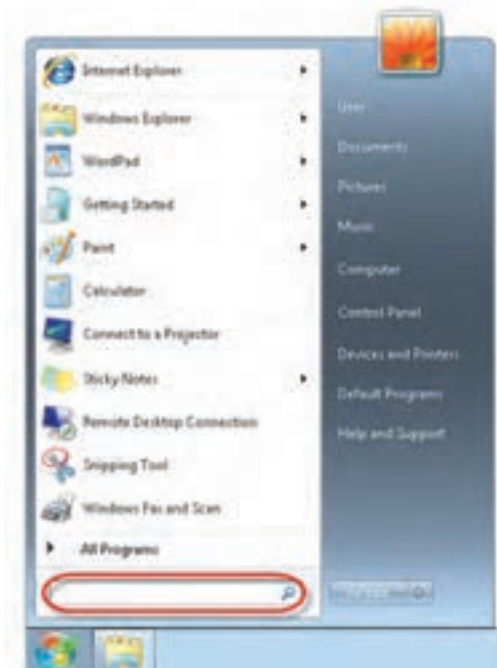 Internet Explorer
Windows Explorer
WordPad
Getting Started
Paint
Calculator
Connect to a Projector
Sticky Notes
Remote Desktop Connection
Snipping Tool
Windows Fax and Scan
All Programs
User
Documents
Pictures
Music
Computer
Control Panel
Devices and Printers
Default Programs
Help and Support